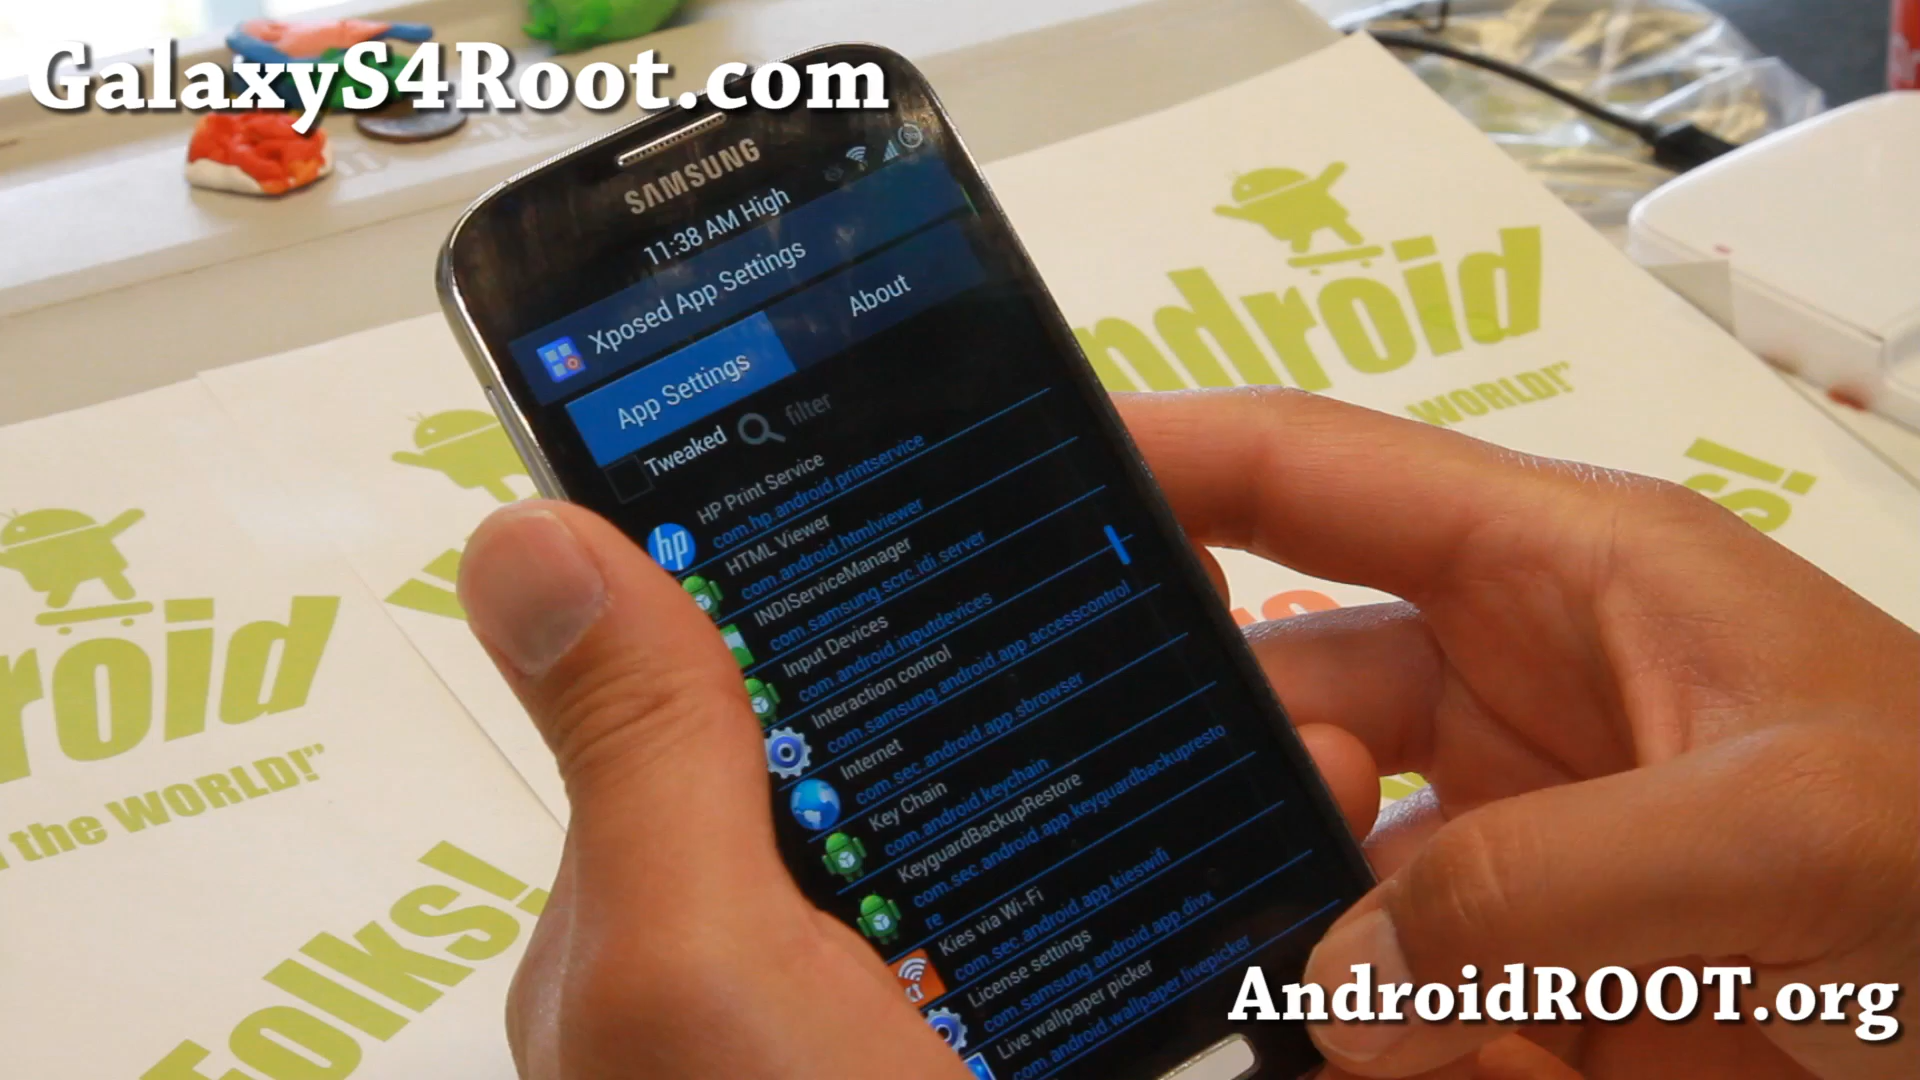 GalaxyS4Root.com
SAMSUNG
11:38 AM High
Xposed App Settings
App Settings
About
Tweaked
filter
HP Print Service
com.hp.android.printservice
hp
HTML Viewer
com.android.htmlviewer
INDIServiceManager
com.samsung.scrc.idi.server
Input Devices
com.android.inputdevices
Interaction control
com.samsung.android.app.accesscontrol
Internet
com.sec.android.app.sbrowser
Key Chain
com.android.keychain
KeyguardBackupRestore
com.sec.android.app.keyguardbackupresto
re
Kies via Wi-Fi
com.sec.android.app.kieswifi
License settings
com.samsung.android.app.divx
Live wallpaper picker
com.android.wallpaper.livepicker
ndroid
WORLD!"
s!
roid
the WORLD!"
Folks!
AndroidROOT.org